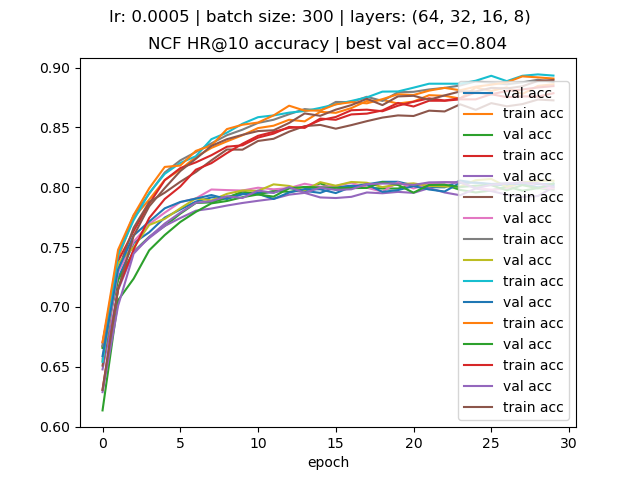 lr: 0.0005 | batch size: 300 | layers: (64, 32, 16, 8)
NCF HR@10 accuracy | best val acc=0.804
0.90
0.85
0.80
0.75
0.70
0.65
0.60
val acc
train acc
val acc
train acc
val acc
train acc
val acc
train acc
val acc
train acc
val acc
train acc
val acc
train acc
val acc
train acc
0 5 10 15 20 25 30
epoch